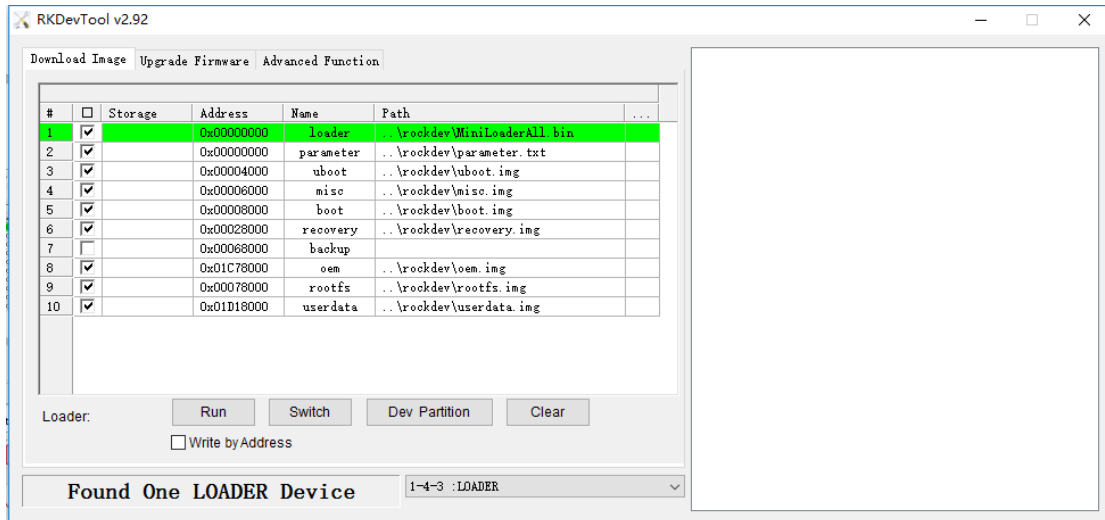 RKDevTool v2.92
Download Image Upgrade Firmware Advanced Function
# Storage Address Name Path ...
1 0x00000000 loader ..\rockdev\MiniLoaderAll.bin
2 0x00000000 parameter ..\rockdev\parameter.txt
3 0x00004000 uboot ..\rockdev\uboot.img
4 0x00006000 misc ..\rockdev\misc.img
5 0x00008000 boot ..\rockdev\boot.img
6 0x00028000 recovery ..\rockdev\recovery.img
7 0x00068000 backup
8 0x01C78000 oem ..\rockdev\oem.img
9 0x00078000 rootfs ..\rockdev\rootfs.img
10 0x01D18000 userdata ..\rockdev\userdata.img
Loader: Run Switch Dev Partition Clear
Write by Address
Found One LOADER Device 1-4-3 :LOADER